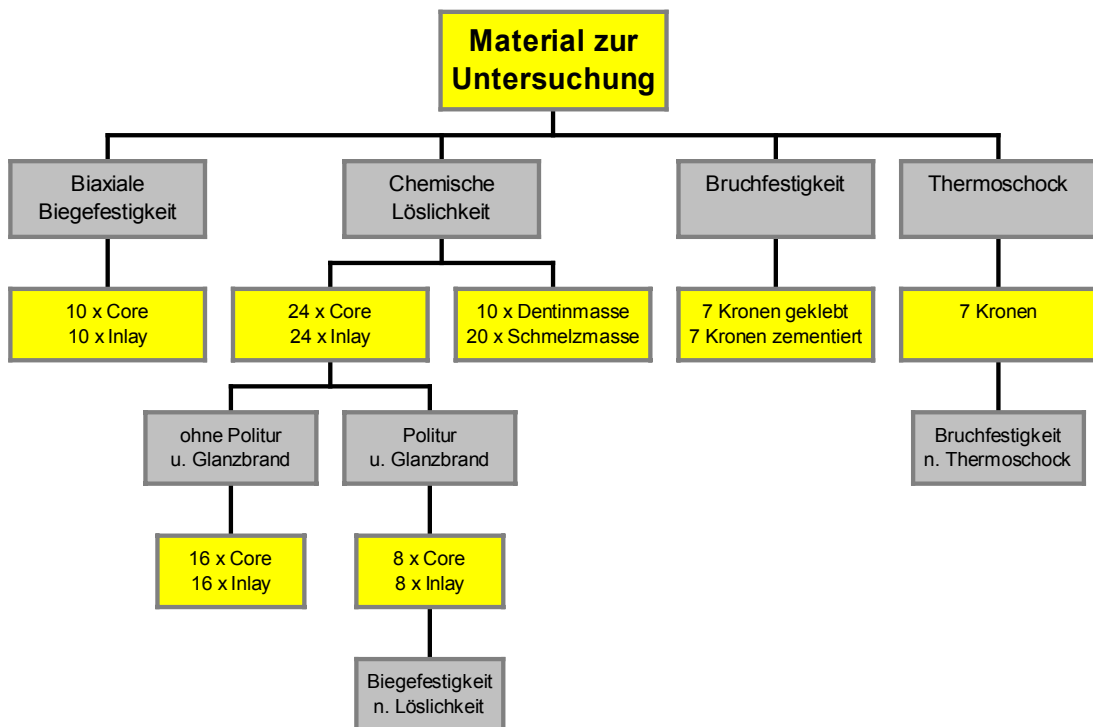 Material zur
Untersuchung
Biaxiale
Biegefestigkeit
Chemische
Löslichkeit
Bruchfestigkeit
Thermoschock
10 x Core
10 x Inlay
24 x Core
24 x Inlay
10 x Dentinmasse
20 x Schmelzmasse
7 Kronen geklebt
7 Kronen zementiert
7 Kronen
ohne Politur
u. Glanzbrand
Politur
u. Glanzbrand
Bruchfestigkeit
n. Thermoschock
16 x Core
16 x Inlay
8 x Core
8 x Inlay
Biegefestigkeit
n. Löslichkeit